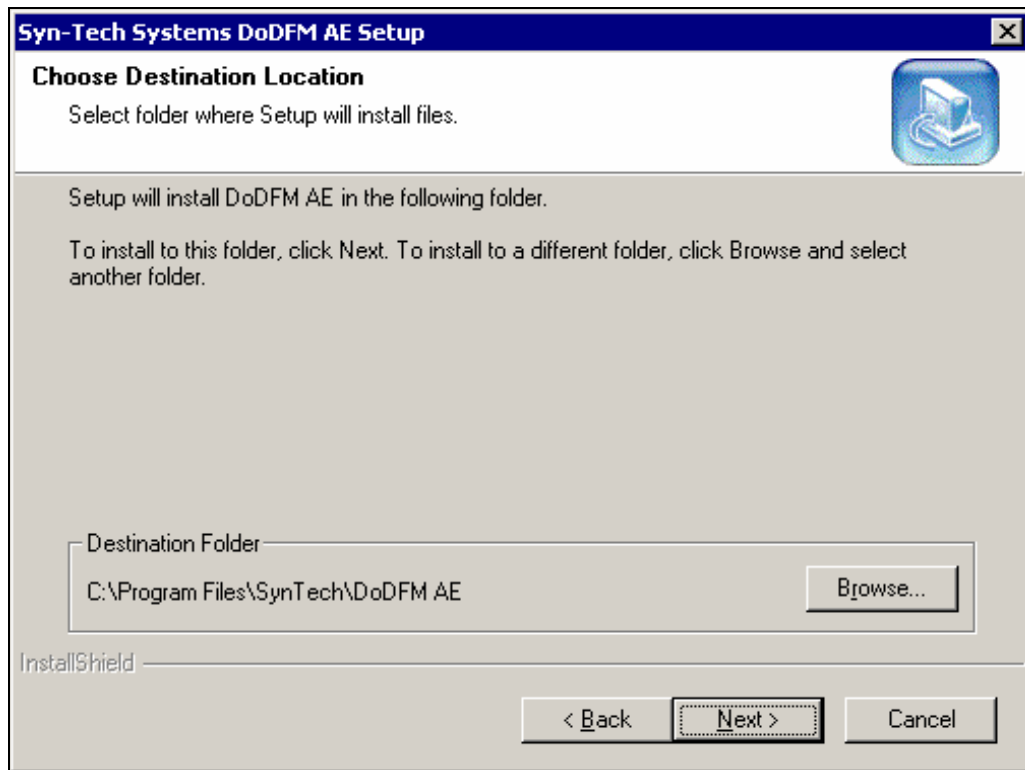 Syn-Tech Systems DoDFM AE Setup
Choose Destination Location
Select folder where Setup will install files.
Setup will install DoDFM AE in the following folder.
To install to this folder, click Next. To install to a different folder, click Browse and select
another folder.
Destination Folder
C:\Program Files\SynTech\DoDFM AE
Browse...
InstallShield
< Back
Next >
Cancel